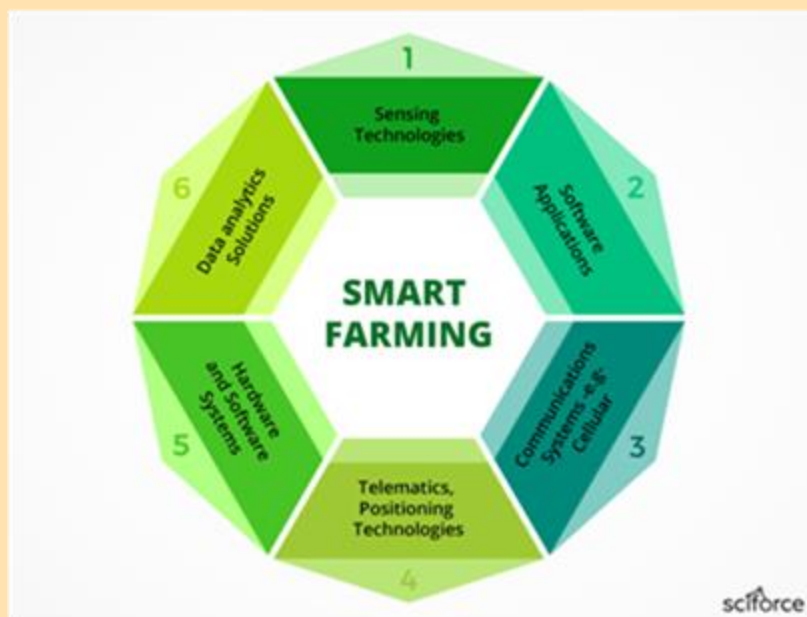 1
Sensing
Technologies
2
Software
Applications
3
Communications
Systems -e.g-
Cellular
4
Telematics,
Positioning
Technologies
5
Hardware
and Software
Systems
6
Data analytics
Solutions
SMART
FARMING
sciforce